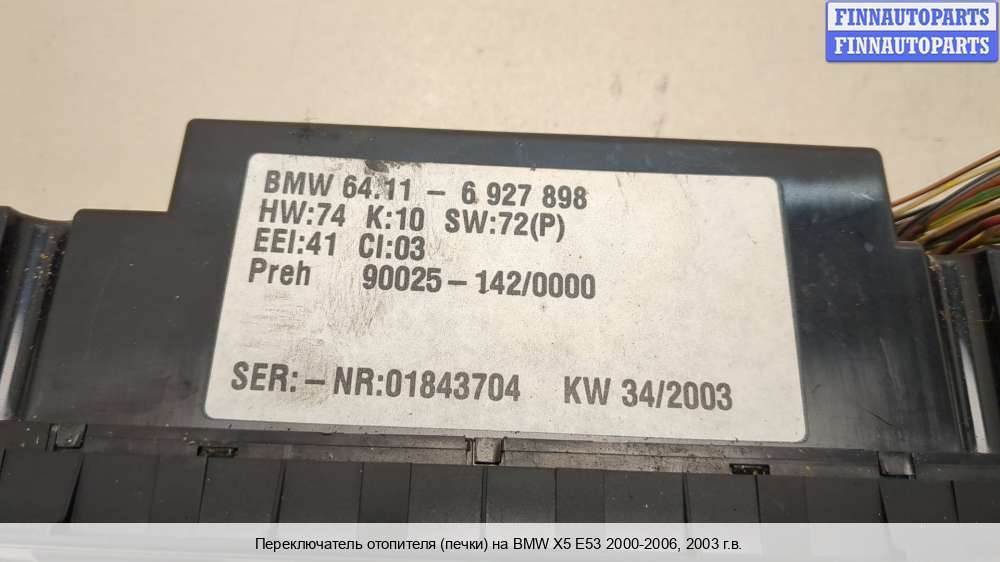 FINNAUTOPARTS
FINNAUTOPARTS
BMW 64.11 - 6 927 898
HW:74 K:10 SW:72(P)
EEI:41 CI:03
Preh 90025-142/0000
SER:-NR:01843704 KW 34/2003
Переключатель отопителя (печки) на BMW X5 E53 2000-2006, 2003 г.в.